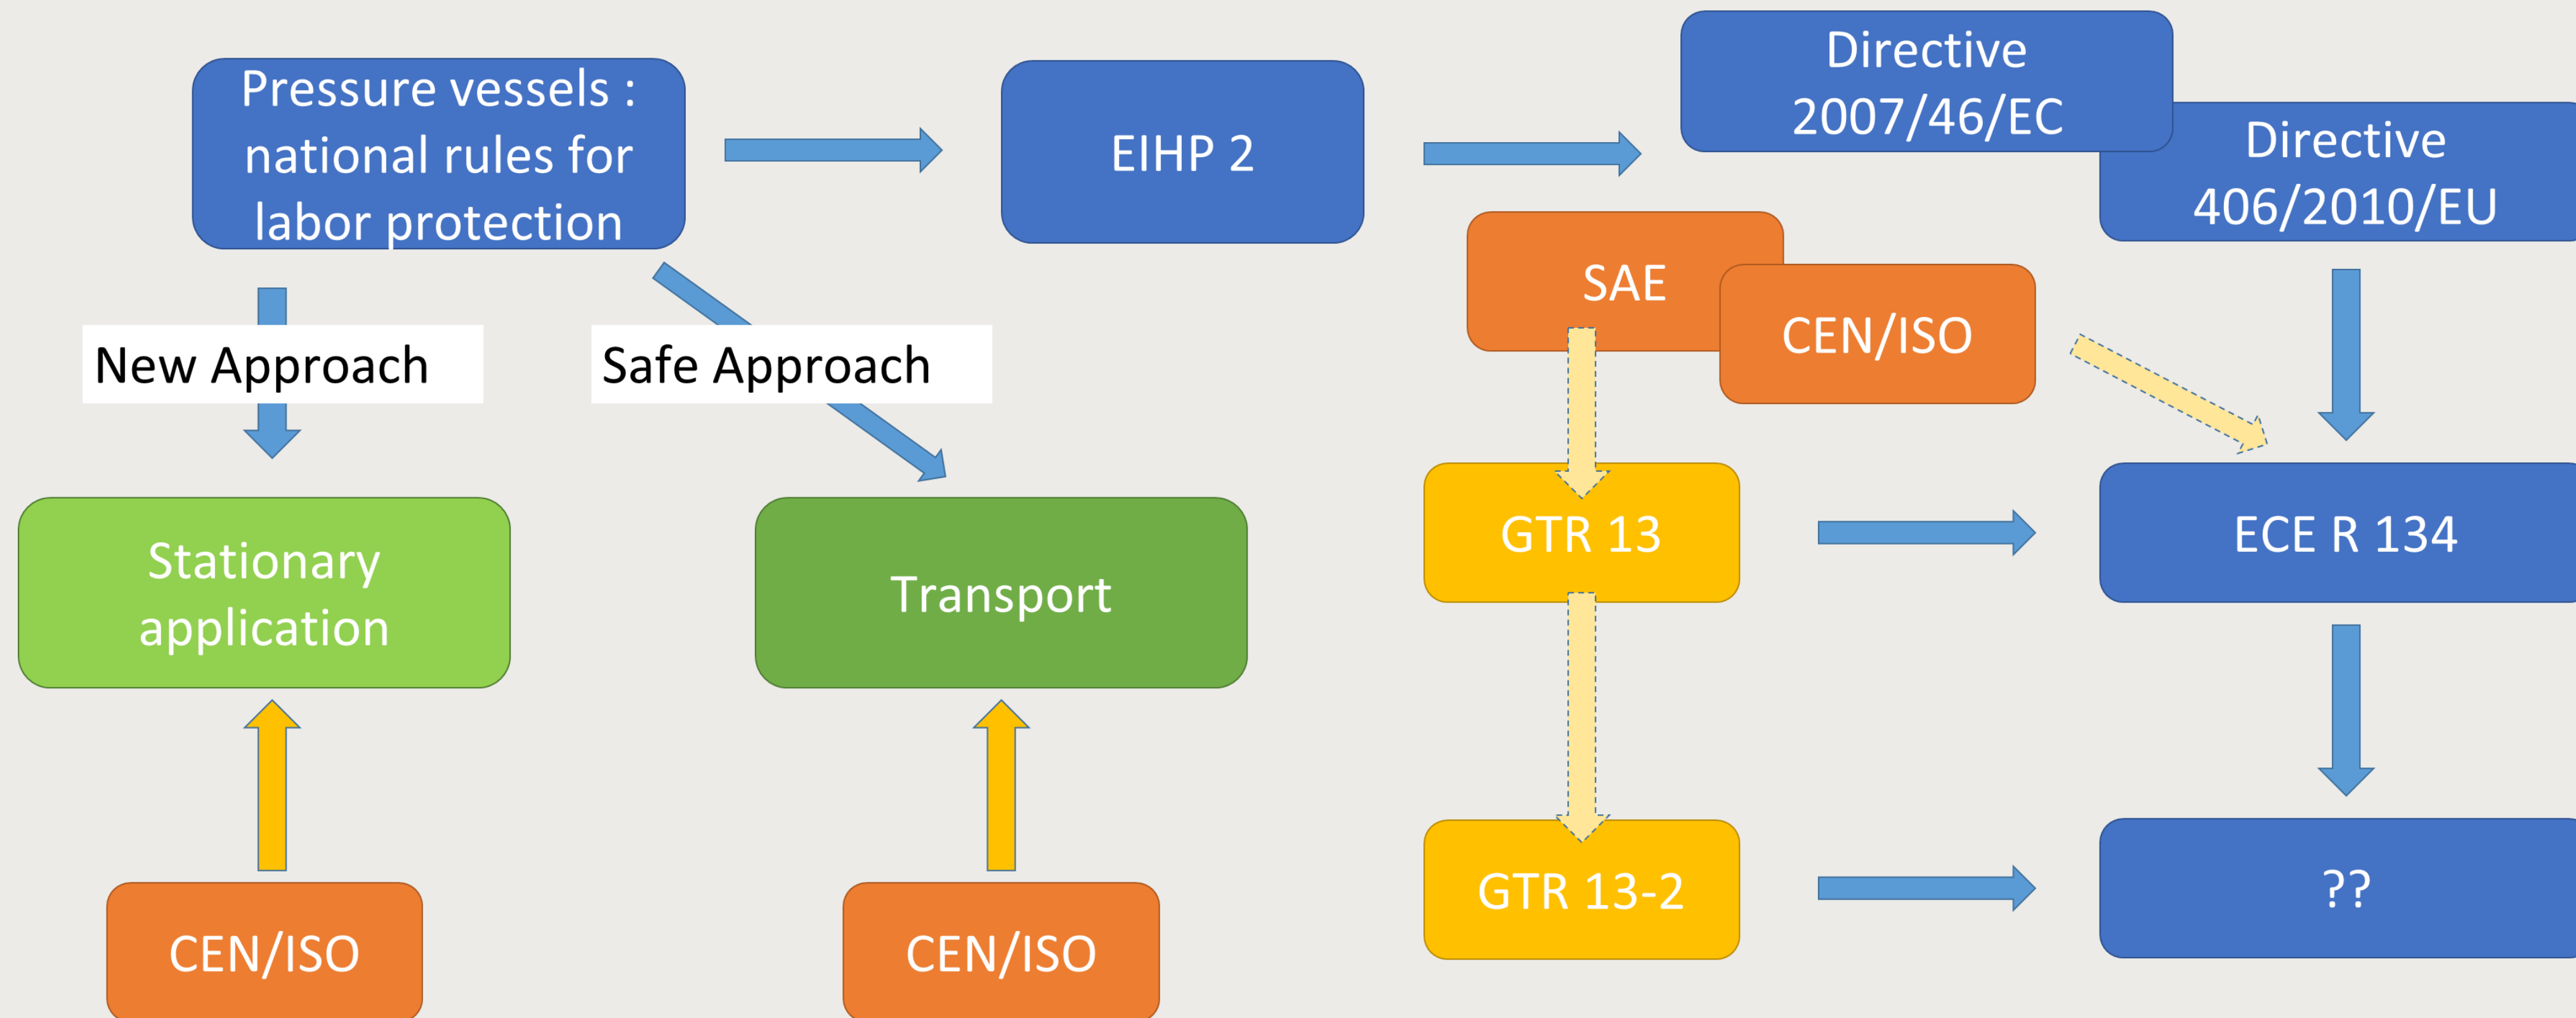 Pressure vessels :
national rules for
labor protection
EIHP 2
Directive
2007/46/EC
Directive
406/2010/EU
SAE
CEN/ISO
New Approach
Safe Approach
Stationary
application
Transport
GTR 13
ECE R 134
CEN/ISO
CEN/ISO
GTR 13-2
??